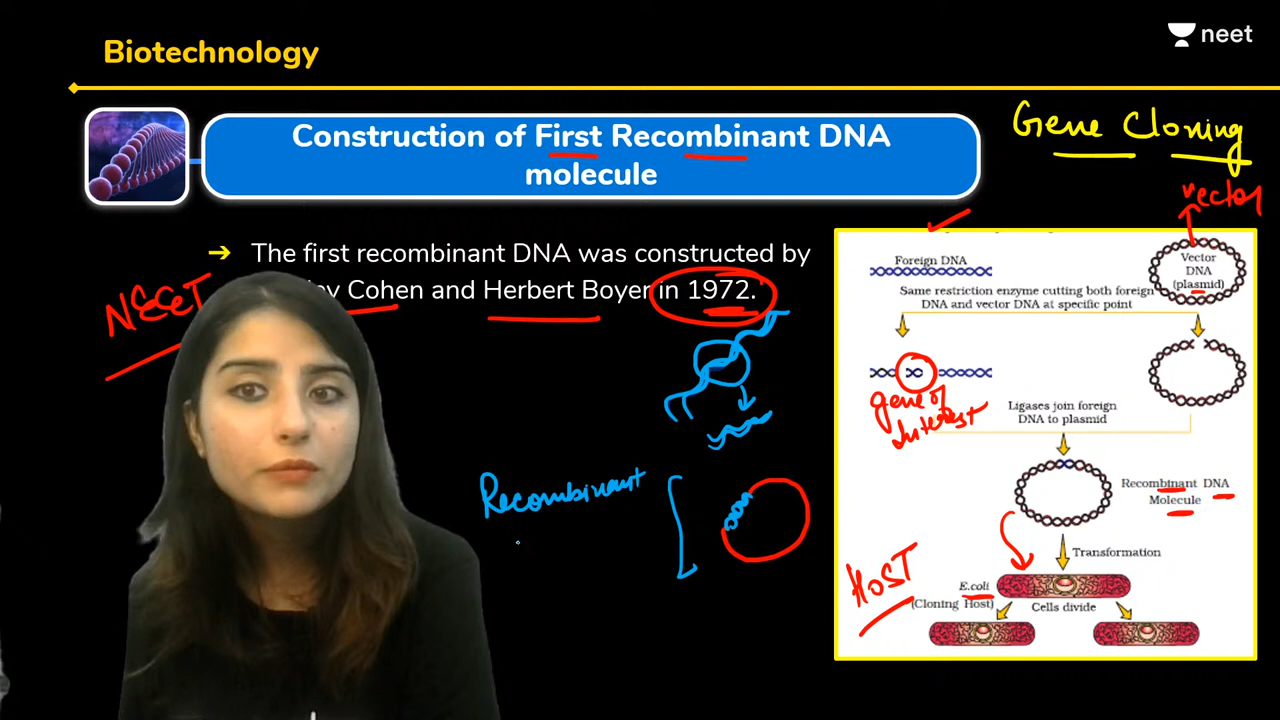 Biotechnology
neet
Construction of First Recombinant DNA
molecule
Gene Cloning
vector
The first recombinant DNA was constructed by
Cohen and Herbert Boyer in 1972.
NEET
Foreign DNA
Vector
DNA
(plasmid)
Same restriction enzyme cutting both foreign
DNA and vector DNA at specific point
gene of
interest
Ligases join foreign
DNA to plasmid
Recombinant
Recombinant DNA
Molecule
Transformation
HOST
E.coli
(Cloning Host)
Cells divide